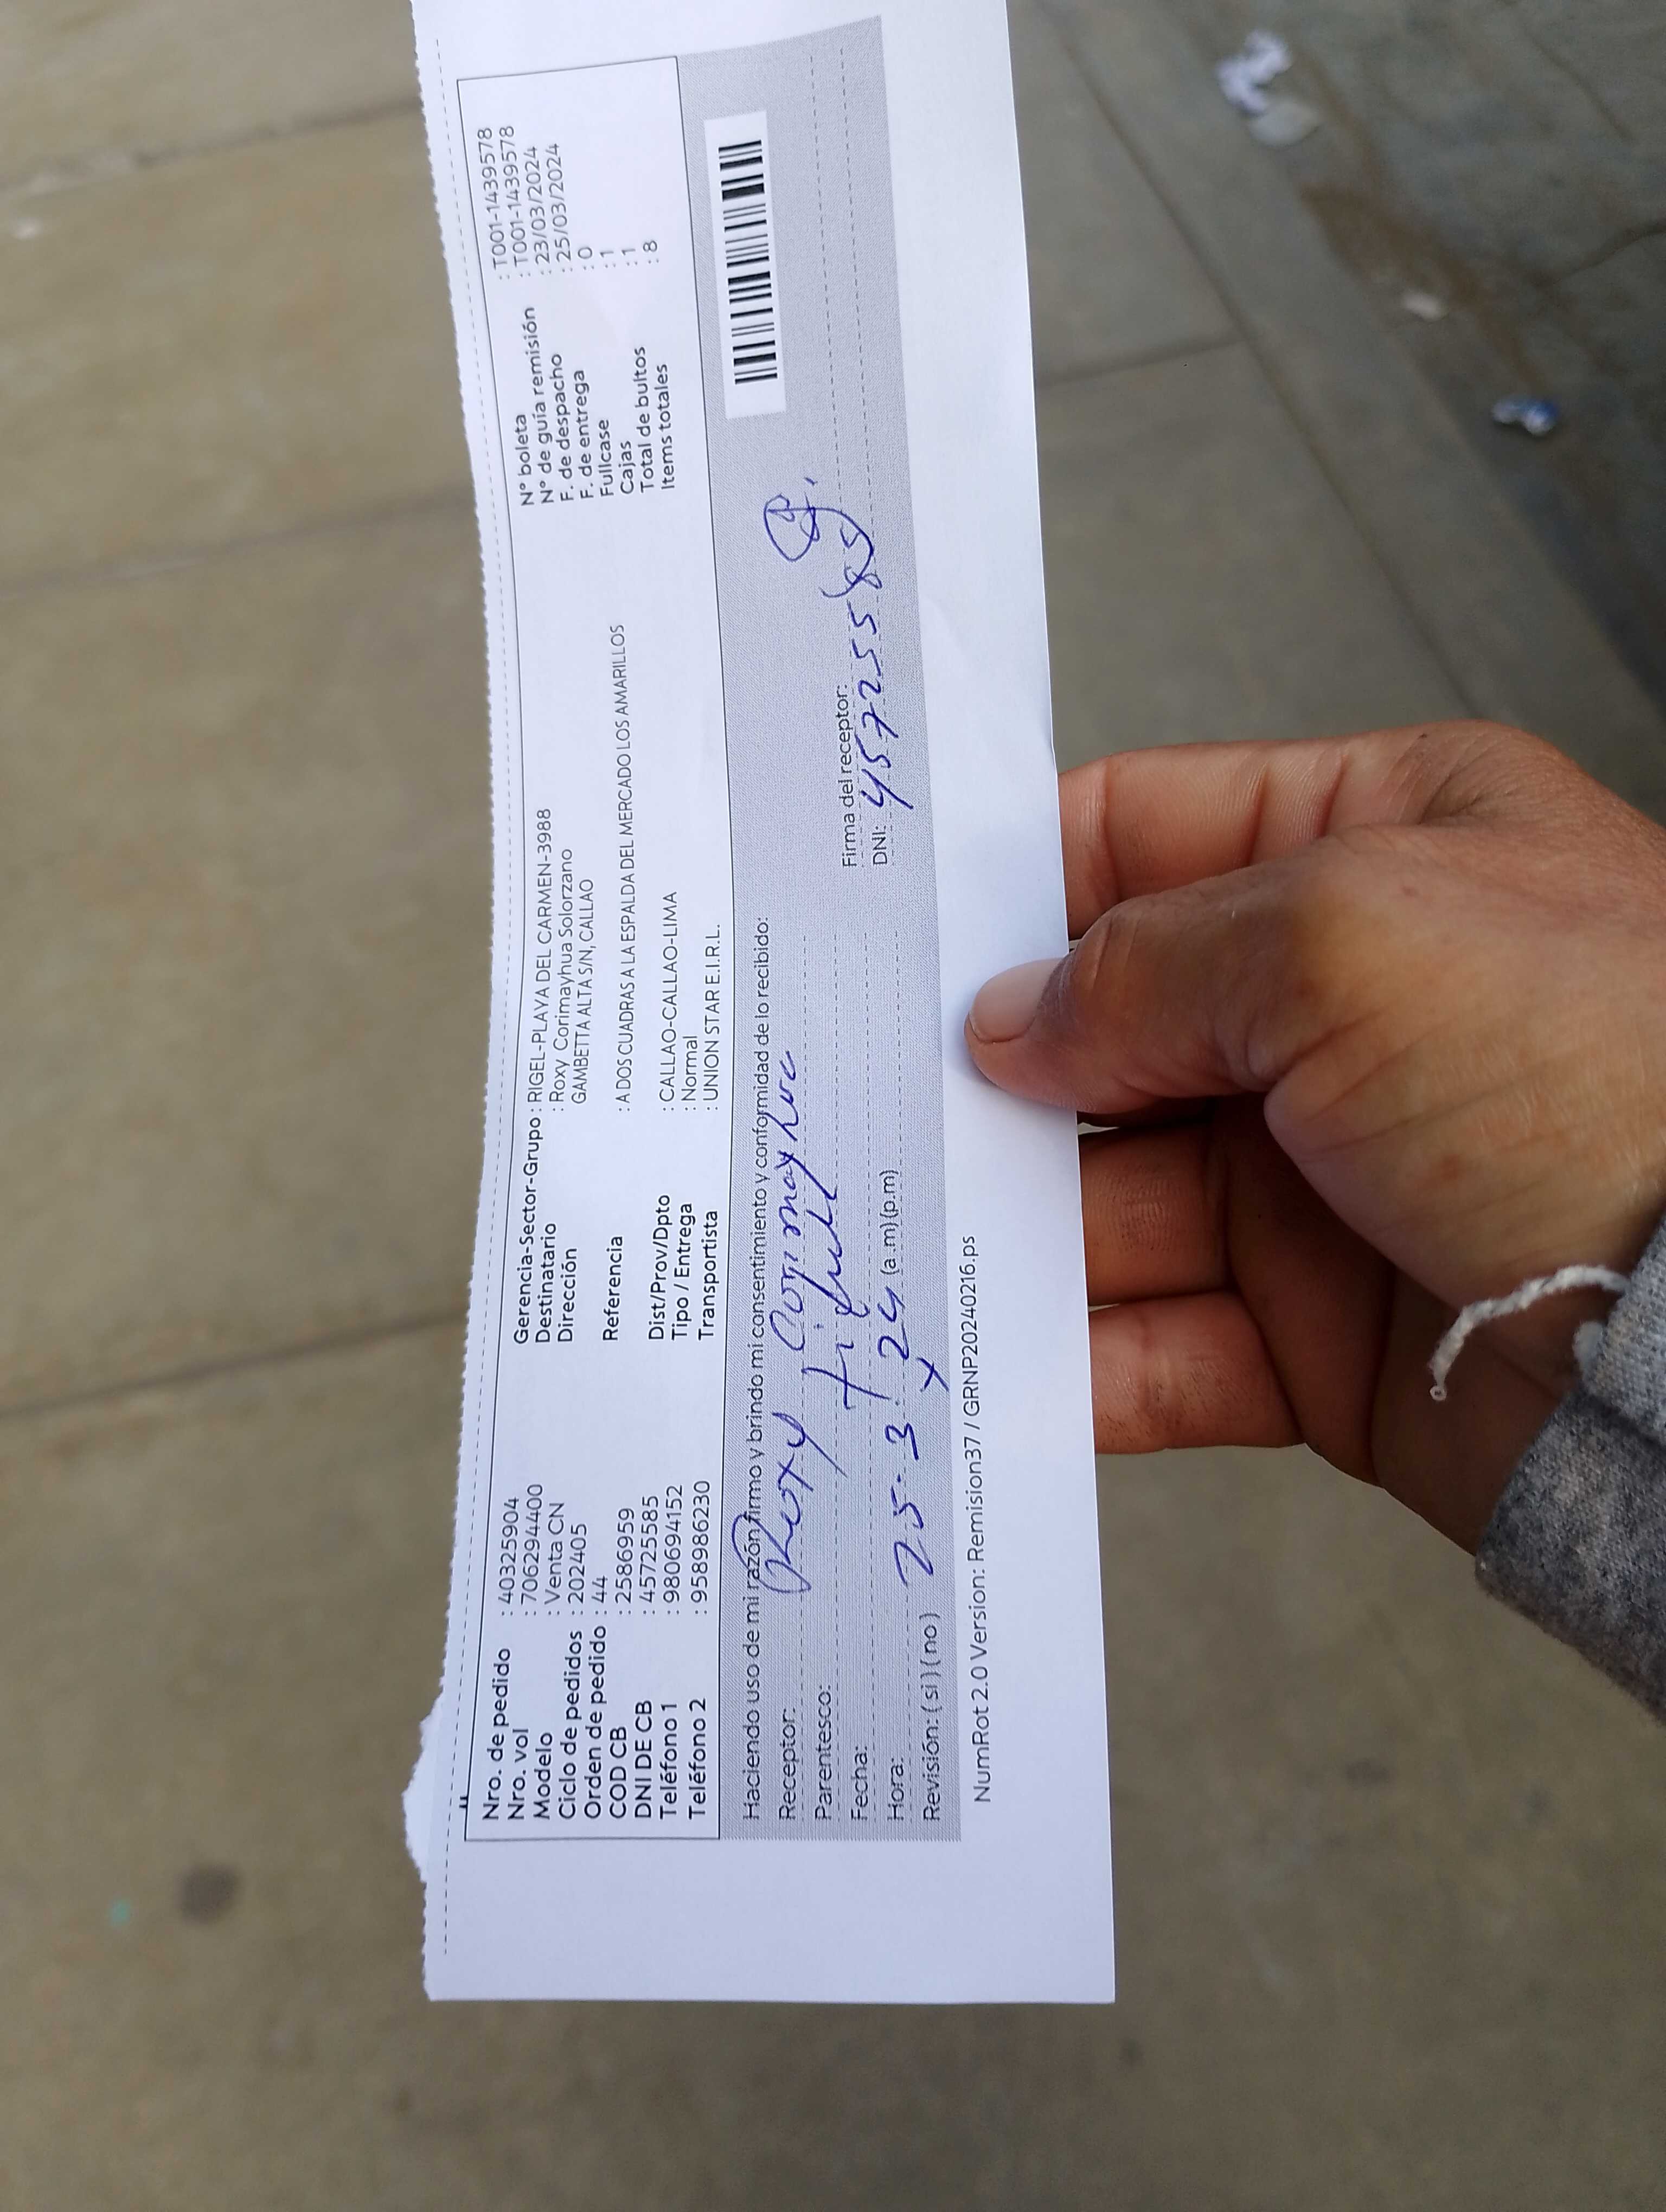 Nro. de pedido : 40325904
Nro. vol : 706294400
Modelo : Venta CN
Ciclo de pedidos : 202405
Orden de pedido : 44
COD CB : 2586959
DNI DE CB : 45725585
Teléfono 1 : 980694152
Teléfono 2 : 958986230
Gerencia-Sector-Grupo : RIGEL-PLAYA DEL CARMEN-3988
Destinatario : Roxy Corimayhua Solorzano
Dirección GAMBETTA ALTA S/N, CALLAO
Referencia : A DOS CUADRAS A LA ESPALDA DEL MERCADO LOS AMARILLOS
Dist/Prov/Dpto : CALLAO-CALLAO-LIMA
Tipo / Entrega : Normal
Transportista : UNION STAR E.I.R.L.
N° boleta : T001-1439578
N° de guía remisión : T001-1439578
F. de despacho : 23/03/2024
F. de entrega : 25/03/2024
Fullcase : 0
Cajas : 1
Total de bultos : 1
Items totales : 8
Haciendo uso de mi razón firmo y brindo mi consentimiento y conformidad de lo recibido:
Receptor: Roxy Corimayhua
Parentesco:
Fecha: 25.3.24
Hora: (a.m) (p.m)
Revisión: ( si ) ( no )
Firma del receptor:
DNI: 45725585
NumRot 2.0 Version: Remision37 / GRNP20240216.ps